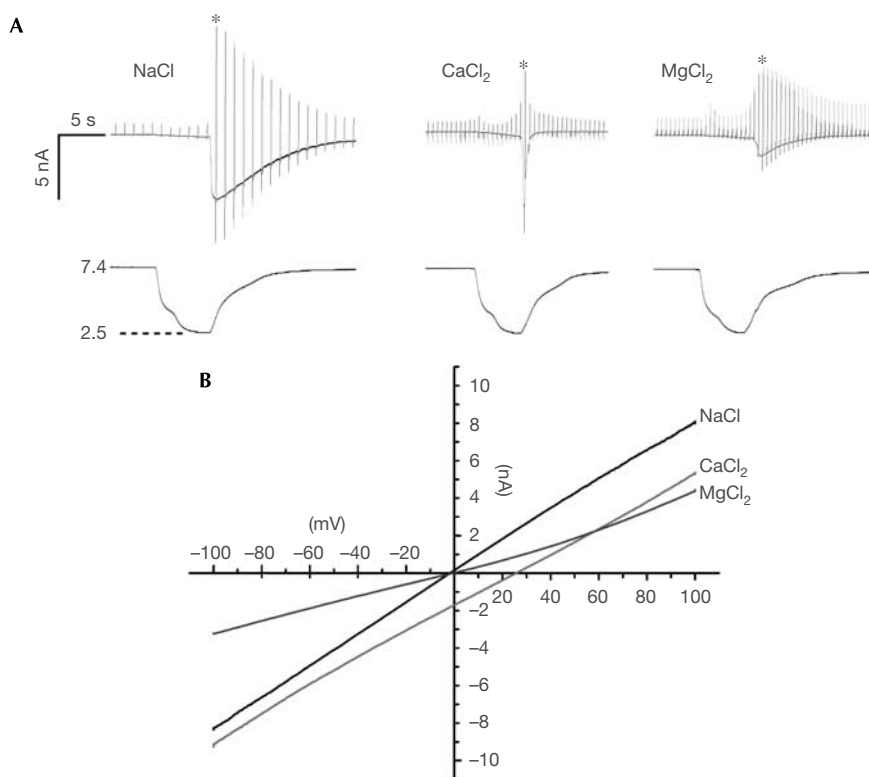 A
NaCl
CaCl₂
MgCl₂
*
*
*
5 s
5 nA
7.4
2.5
B
10
8
6
4
2
−2
−4
−6
−8
−10
(nA)
(mV)
−100 −80 −60 −40 −20
20 40 60 80 100
NaCl
CaCl₂
MgCl₂